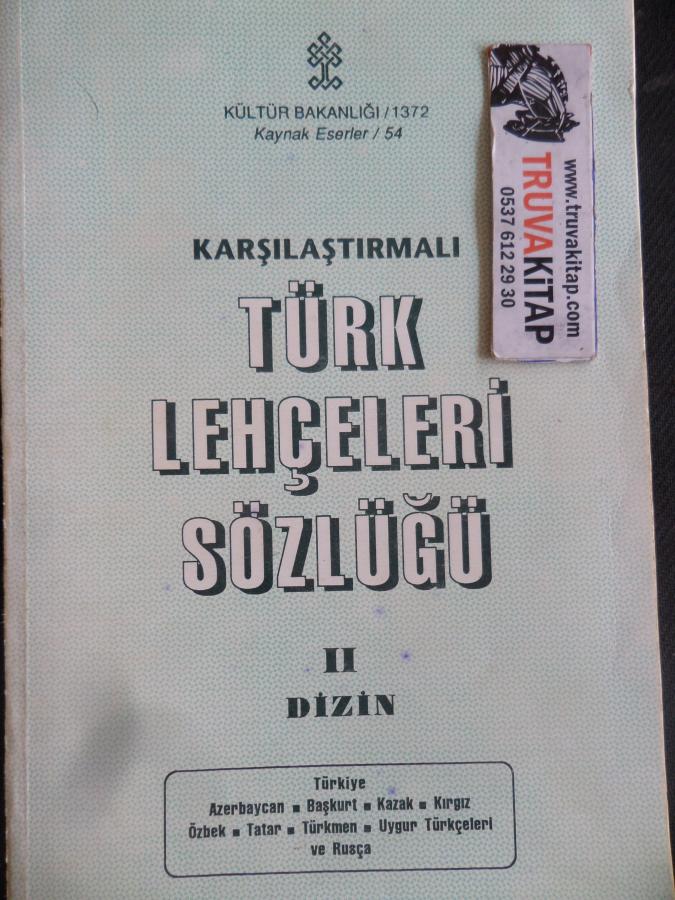 KÜLTÜR BAKANLIĞI / 1372
Kaynak Eserler / 54
www.truvakitap.com
TRUVAKİTAP
0537 612 29 30
KARŞILAŞTIRMALI
TÜRK
LEHÇELERİ
SÖZLÜĞÜ
II
DİZİN
Türkiye
Azerbaycan ■ Başkurt ■ Kazak ■ Kırgız
Özbek ■ Tatar ■ Türkmen ■ Uygur Türkçeleri
ve Rusça